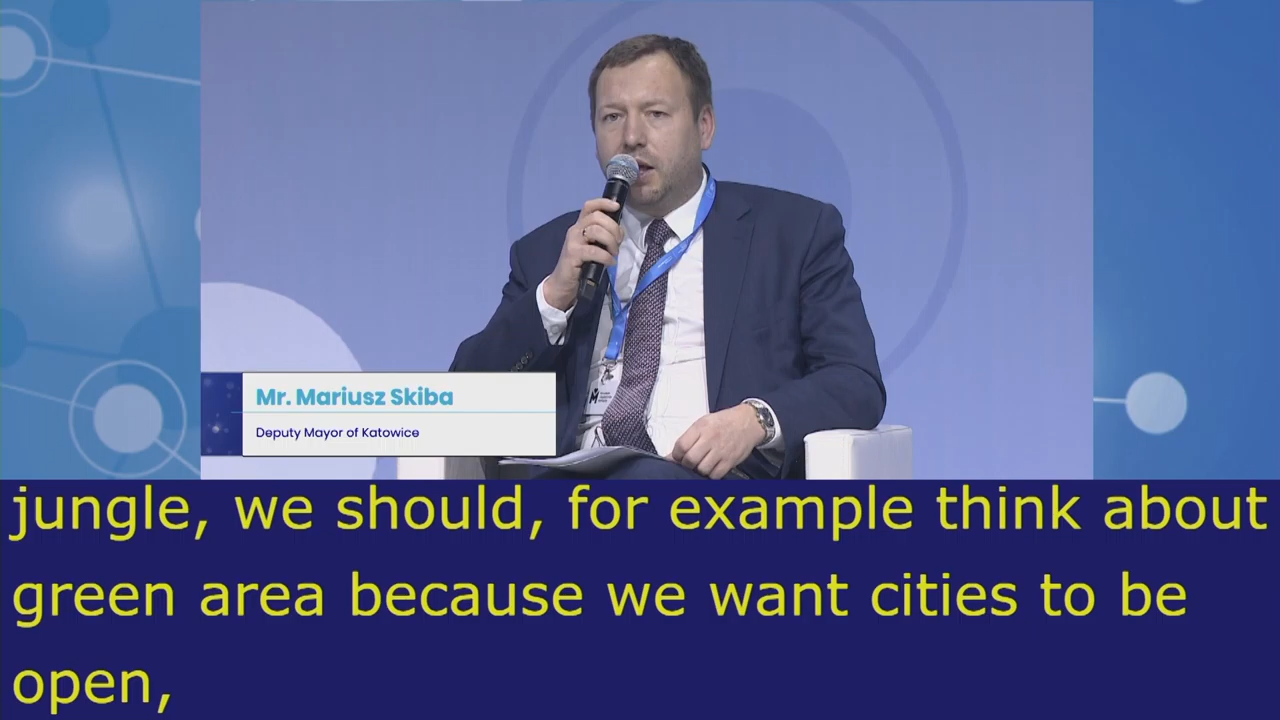 Mr. Mariusz Skiba
Deputy Mayor of Katowice
jungle, we should, for example think about
green area because we want cities to be
open,